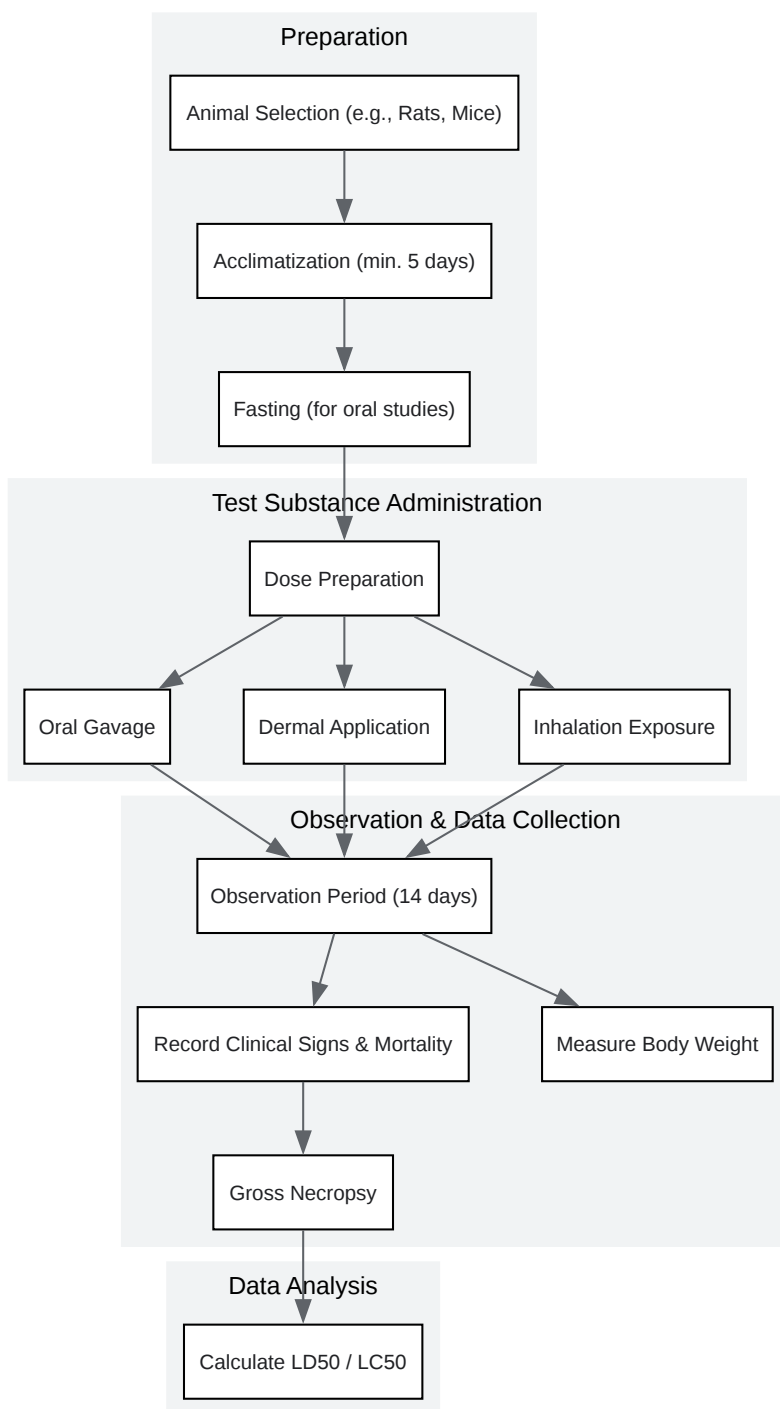 Preparation
Animal Selection (e.g., Rats, Mice)
Acclimatization (min. 5 days)
Fasting (for oral studies)
Test Substance Administration
Dose Preparation
Oral Gavage
Dermal Application
Inhalation Exposure
Observation & Data Collection
Observation Period (14 days)
Record Clinical Signs & Mortality
Measure Body Weight
Gross Necropsy
Data Analysis
Calculate LD50 / LC50